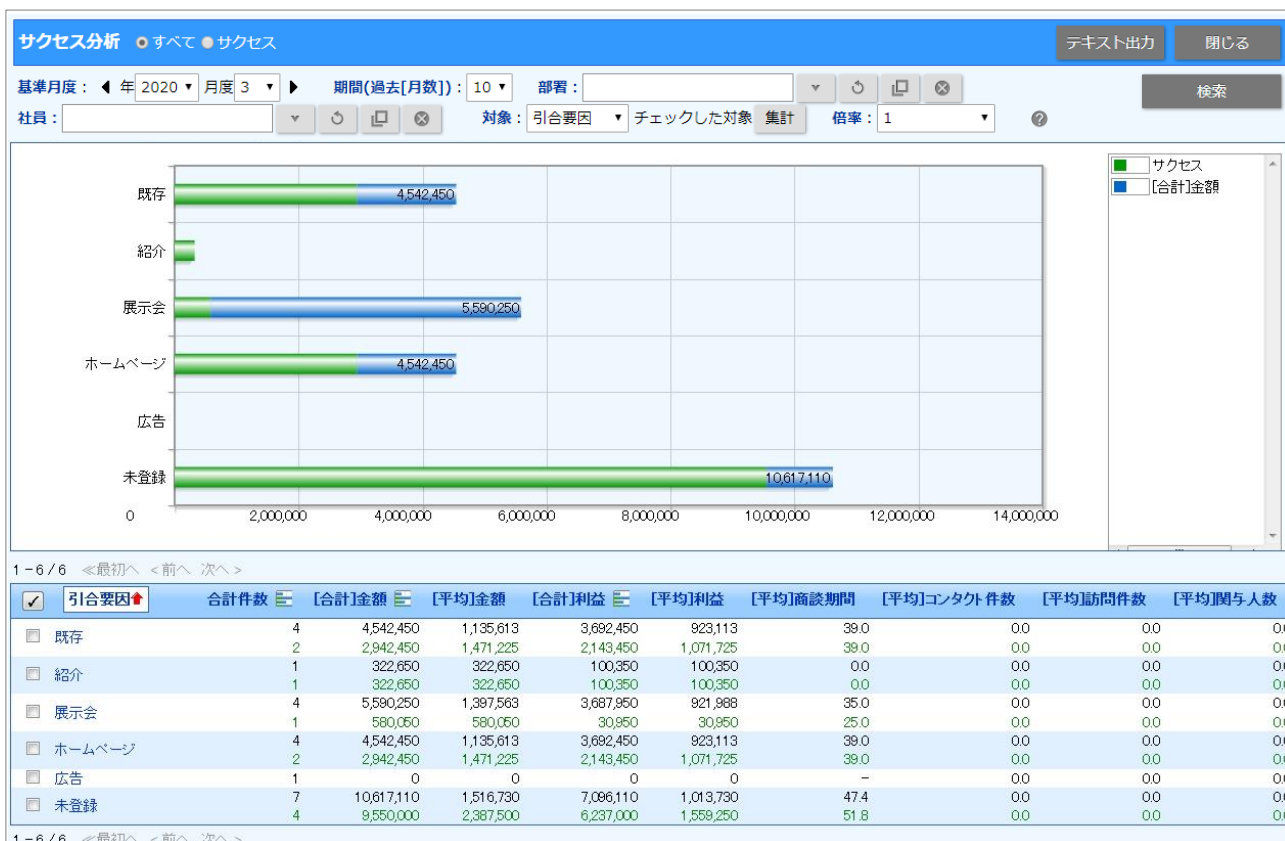 サクセス分析 すべて サクセス テキスト出力 閉じる
基準月度： 年 2020 月度 3 期間(過去[月数])： 10 部署： 検索
社員： 対象： 引合要因 チェックした対象 集計 倍率： 1
サクセス
[合計]金額
既存 4,542,450
紹介
展示会 5,590,250
ホームページ 4,542,450
広告
未登録 10,617,110
0 2,000,000 4,000,000 6,000,000 8,000,000 10,000,000 12,000,000 14,000,000
1－6 / 6 ≪最初へ ＜前へ 次へ＞
引合要因 合計件数 [合計]金額 [平均]金額 [合計]利益 [平均]利益 [平均]商談期間 [平均]コンタクト件数 [平均]訪問件数 [平均]関与人数
既存 4 4,542,450 1,135,613 3,692,450 923,113 39.0 0.0 0.0
2 2,942,450 1,471,225 2,143,450 1,071,725 39.0 0.0 0.0
紹介 1 322,650 322,650 100,350 100,350 0.0 0.0 0.0
1 322,650 322,650 100,350 100,350 0.0 0.0 0.0
展示会 4 5,590,250 1,397,563 3,687,950 921,988 35.0 0.0 0.0
1 580,050 580,050 30,950 30,950 25.0 0.0 0.0
ホームページ 4 4,542,450 1,135,613 3,692,450 923,113 39.0 0.0 0.0
2 2,942,450 1,471,225 2,143,450 1,071,725 39.0 0.0 0.0
広告 1 0 0 0 0 － 0.0 0.0
未登録 7 10,617,110 1,516,730 7,096,110 1,013,730 47.4 0.0 0.0
4 9,550,000 2,387,500 6,237,000 1,559,250 51.8 0.0 0.0
1－6 / 6 ≪最初へ ＜前へ 次へ＞